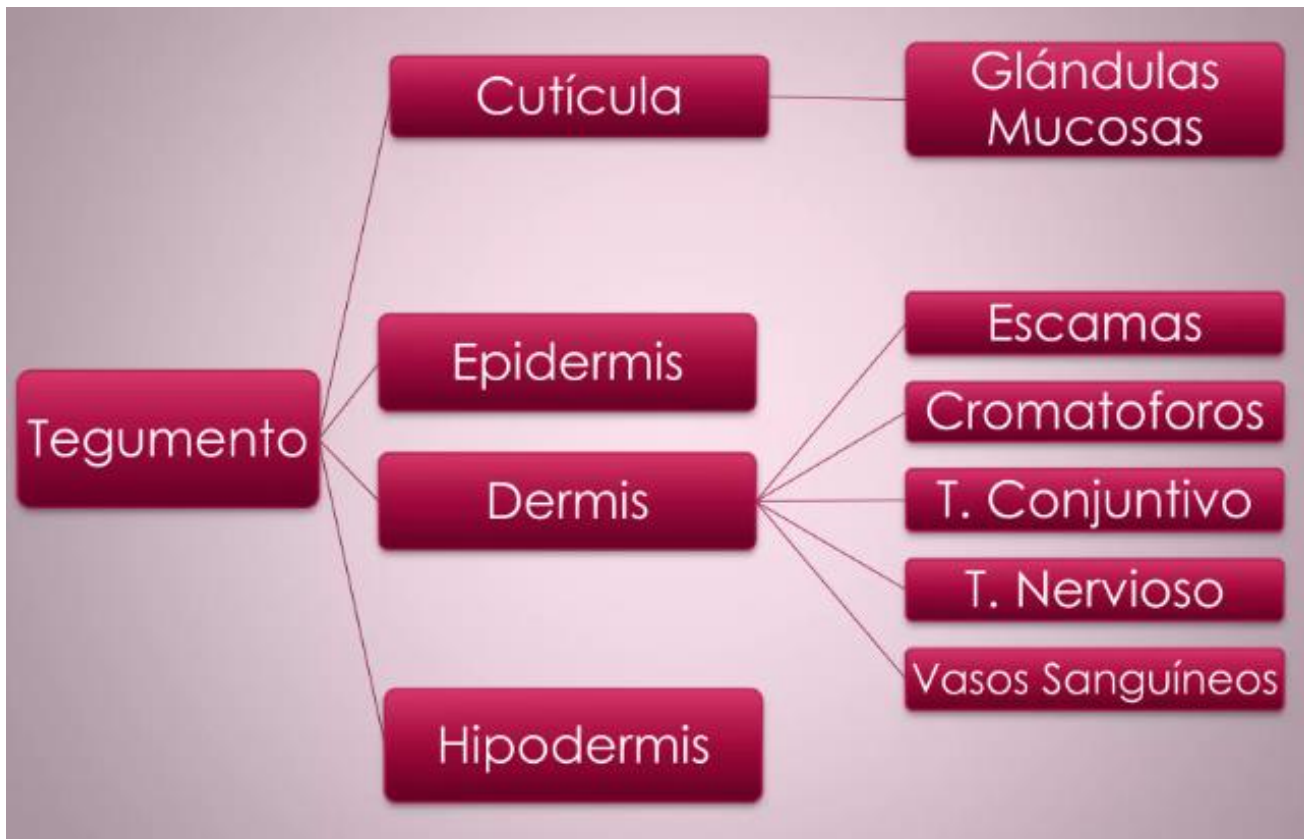 Cutícula
Glándulas
Mucosas
Tegumento
Epidermis
Dermis
Hipodermis
Escamas
Cromatoforos
T. Conjuntivo
T. Nervioso
Vasos Sanguíneos